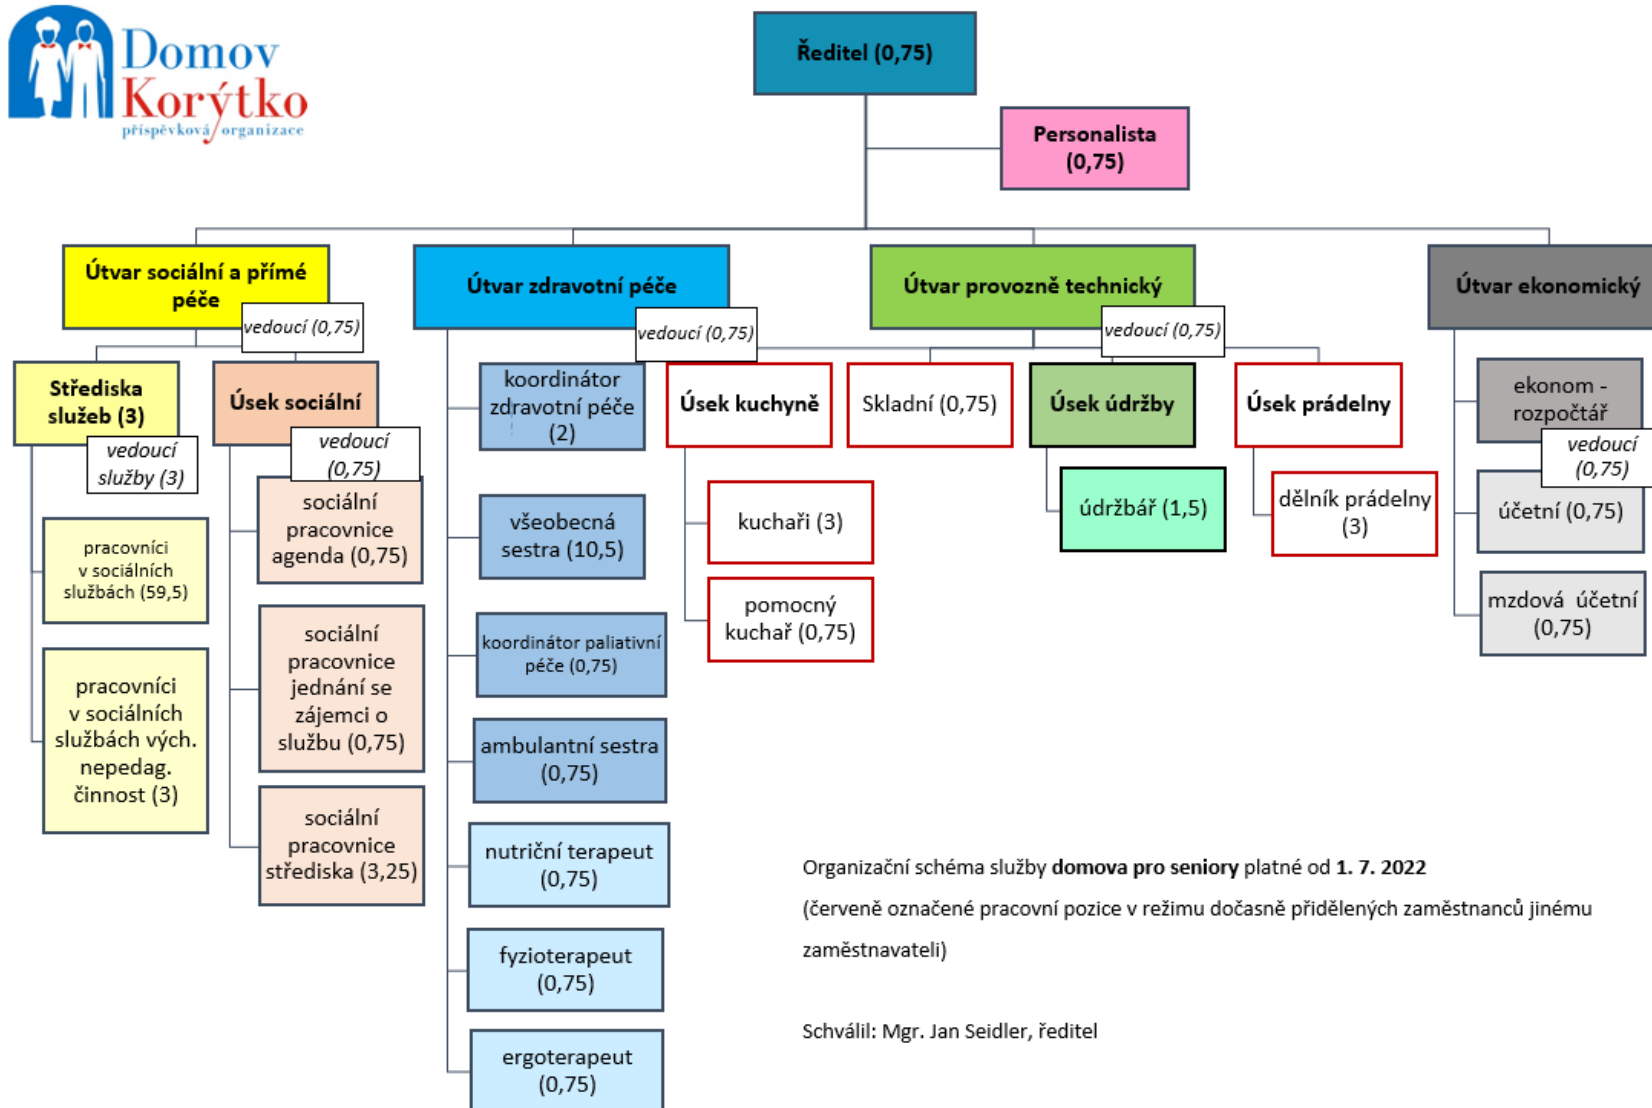 Domov
Korýtko
příspěvková organizace
Ředitel (0,75)
Personalista
(0,75)
Útvar sociální a přímé
péče
vedoucí (0,75)
Útvar zdravotní péče
vedoucí (0,75)
Útvar provozně technický
vedoucí (0,75)
Útvar ekonomický
Střediska
služeb (3)
vedoucí
služby (3)
pracovníci
v sociálních
službách (59,5)
pracovníci
v sociálních
službách vých.
nepedag.
činnost (3)
Úsek sociální
vedoucí
(0,75)
sociální
pracovnice
agenda (0,75)
sociální
pracovnice
jednání se
zájemci o
službu (0,75)
sociální
pracovnice
střediska (3,25)
koordinátor
zdravotní péče
(2)
všeobecná
sestra (10,5)
koordinátor paliativní
péče (0,75)
ambulantní sestra
(0,75)
nutriční terapeut
(0,75)
fyzioterapeut
(0,75)
ergoterapeut
(0,75)
Úsek kuchyně
kuchaři (3)
pomocný
kuchař (0,75)
Skladní (0,75)
Úsek údržby
údržbář (1,5)
Úsek prádelny
dělník prádelny
(3)
ekonom -
rozpočtář
vedoucí
(0,75)
účetní (0,75)
mzdová účetní
(0,75)
Organizační schéma služby domova pro seniory platné od 1. 7. 2022
(červeně označené pracovní pozice v režimu dočasně přidělených zaměstnanců jinému
zaměstnavateli)
Schválil: Mgr. Jan Seidler, ředitel